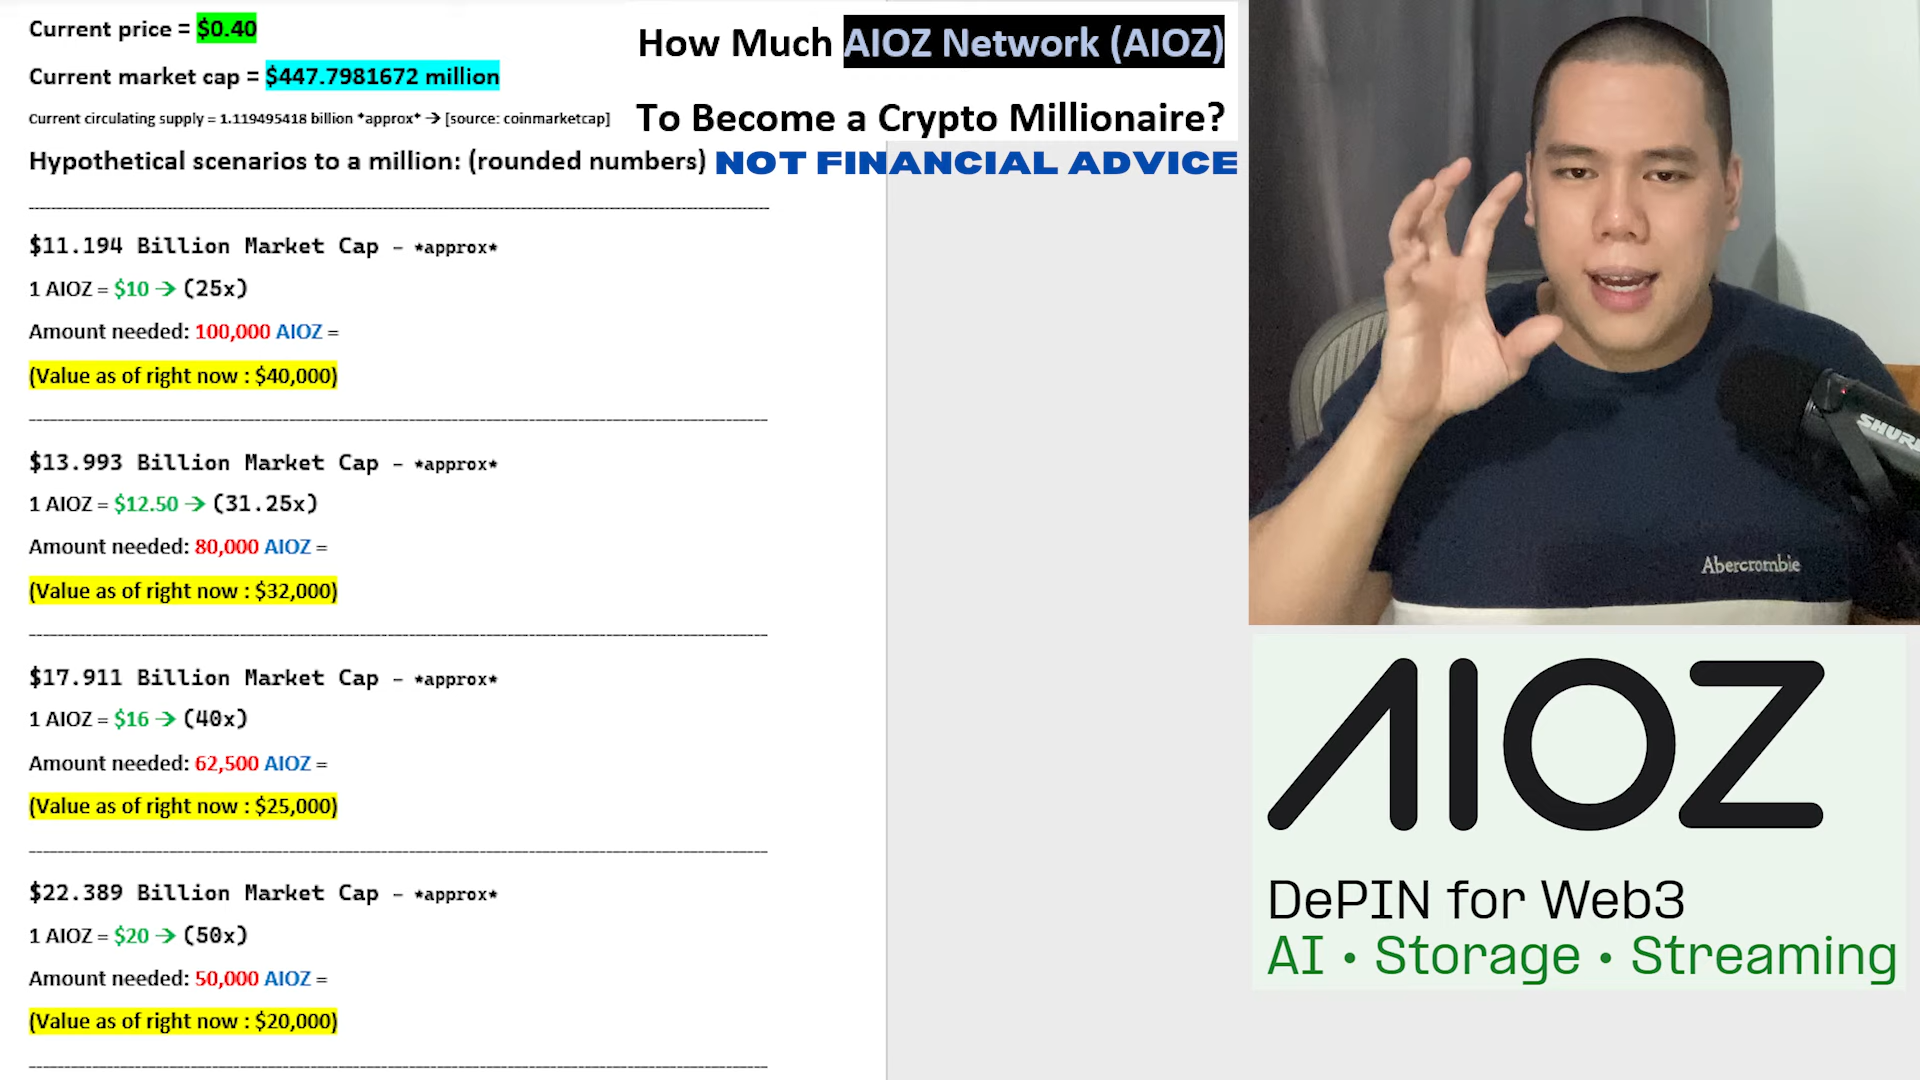 Current price = $0.40
Current market cap = $447.7981672 million
Current circulating supply = 1.119495418 billion *approx* → [source: coinmarketcap]
Hypothetical scenarios to a million: (rounded numbers)
How Much AIOZ Network (AIOZ)
To Become a Crypto Millionaire?
NOT FINANCIAL ADVICE
$11.194 Billion Market Cap – *approx*
1 AIOZ = $10 → (25x)
Amount needed: 100,000 AIOZ =
(Value as of right now : $40,000)
$13.993 Billion Market Cap – *approx*
1 AIOZ = $12.50 → (31.25x)
Amount needed: 80,000 AIOZ =
(Value as of right now : $32,000)
$17.911 Billion Market Cap – *approx*
1 AIOZ = $16 → (40x)
Amount needed: 62,500 AIOZ =
(Value as of right now : $25,000)
$22.389 Billion Market Cap – *approx*
1 AIOZ = $20 → (50x)
Amount needed: 50,000 AIOZ =
(Value as of right now : $20,000)
SHURE
Abercrombie
AIOZ
DePIN for Web3
AI • Storage • Streaming